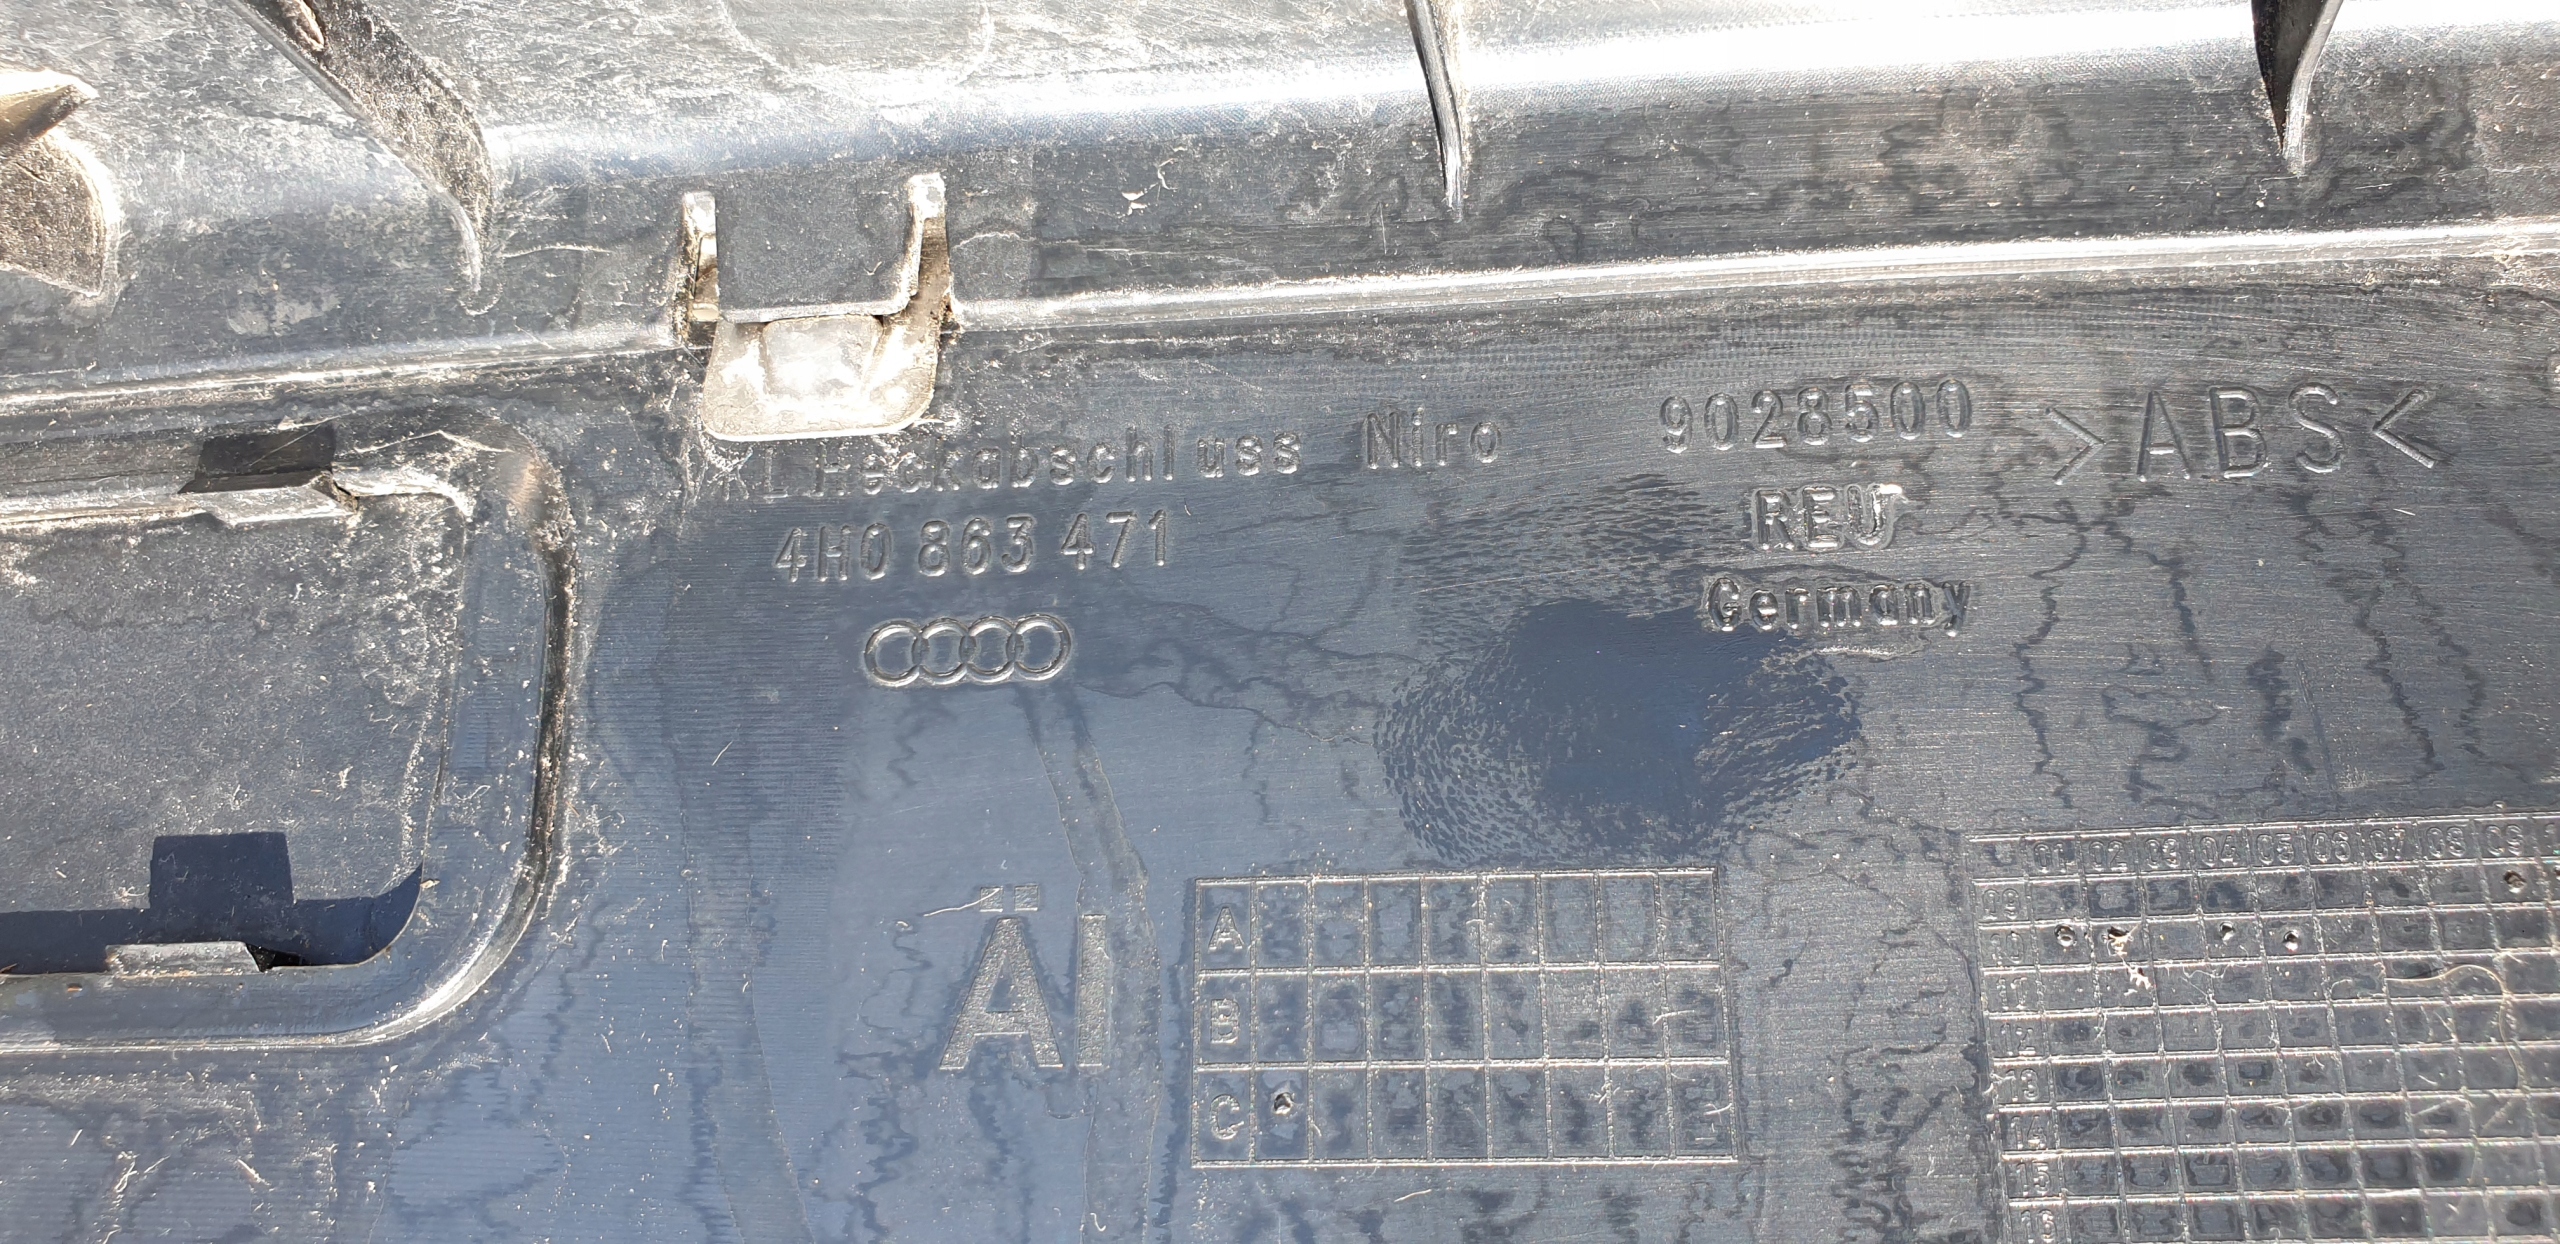 KL Heckabschluss Niro 9028500 >ABS<
4H0 863 471
REU
Germany
ÄI
A
B
C
01 02 03 04 05 06 07 08 09
09
10
11
12
13
14
15
16